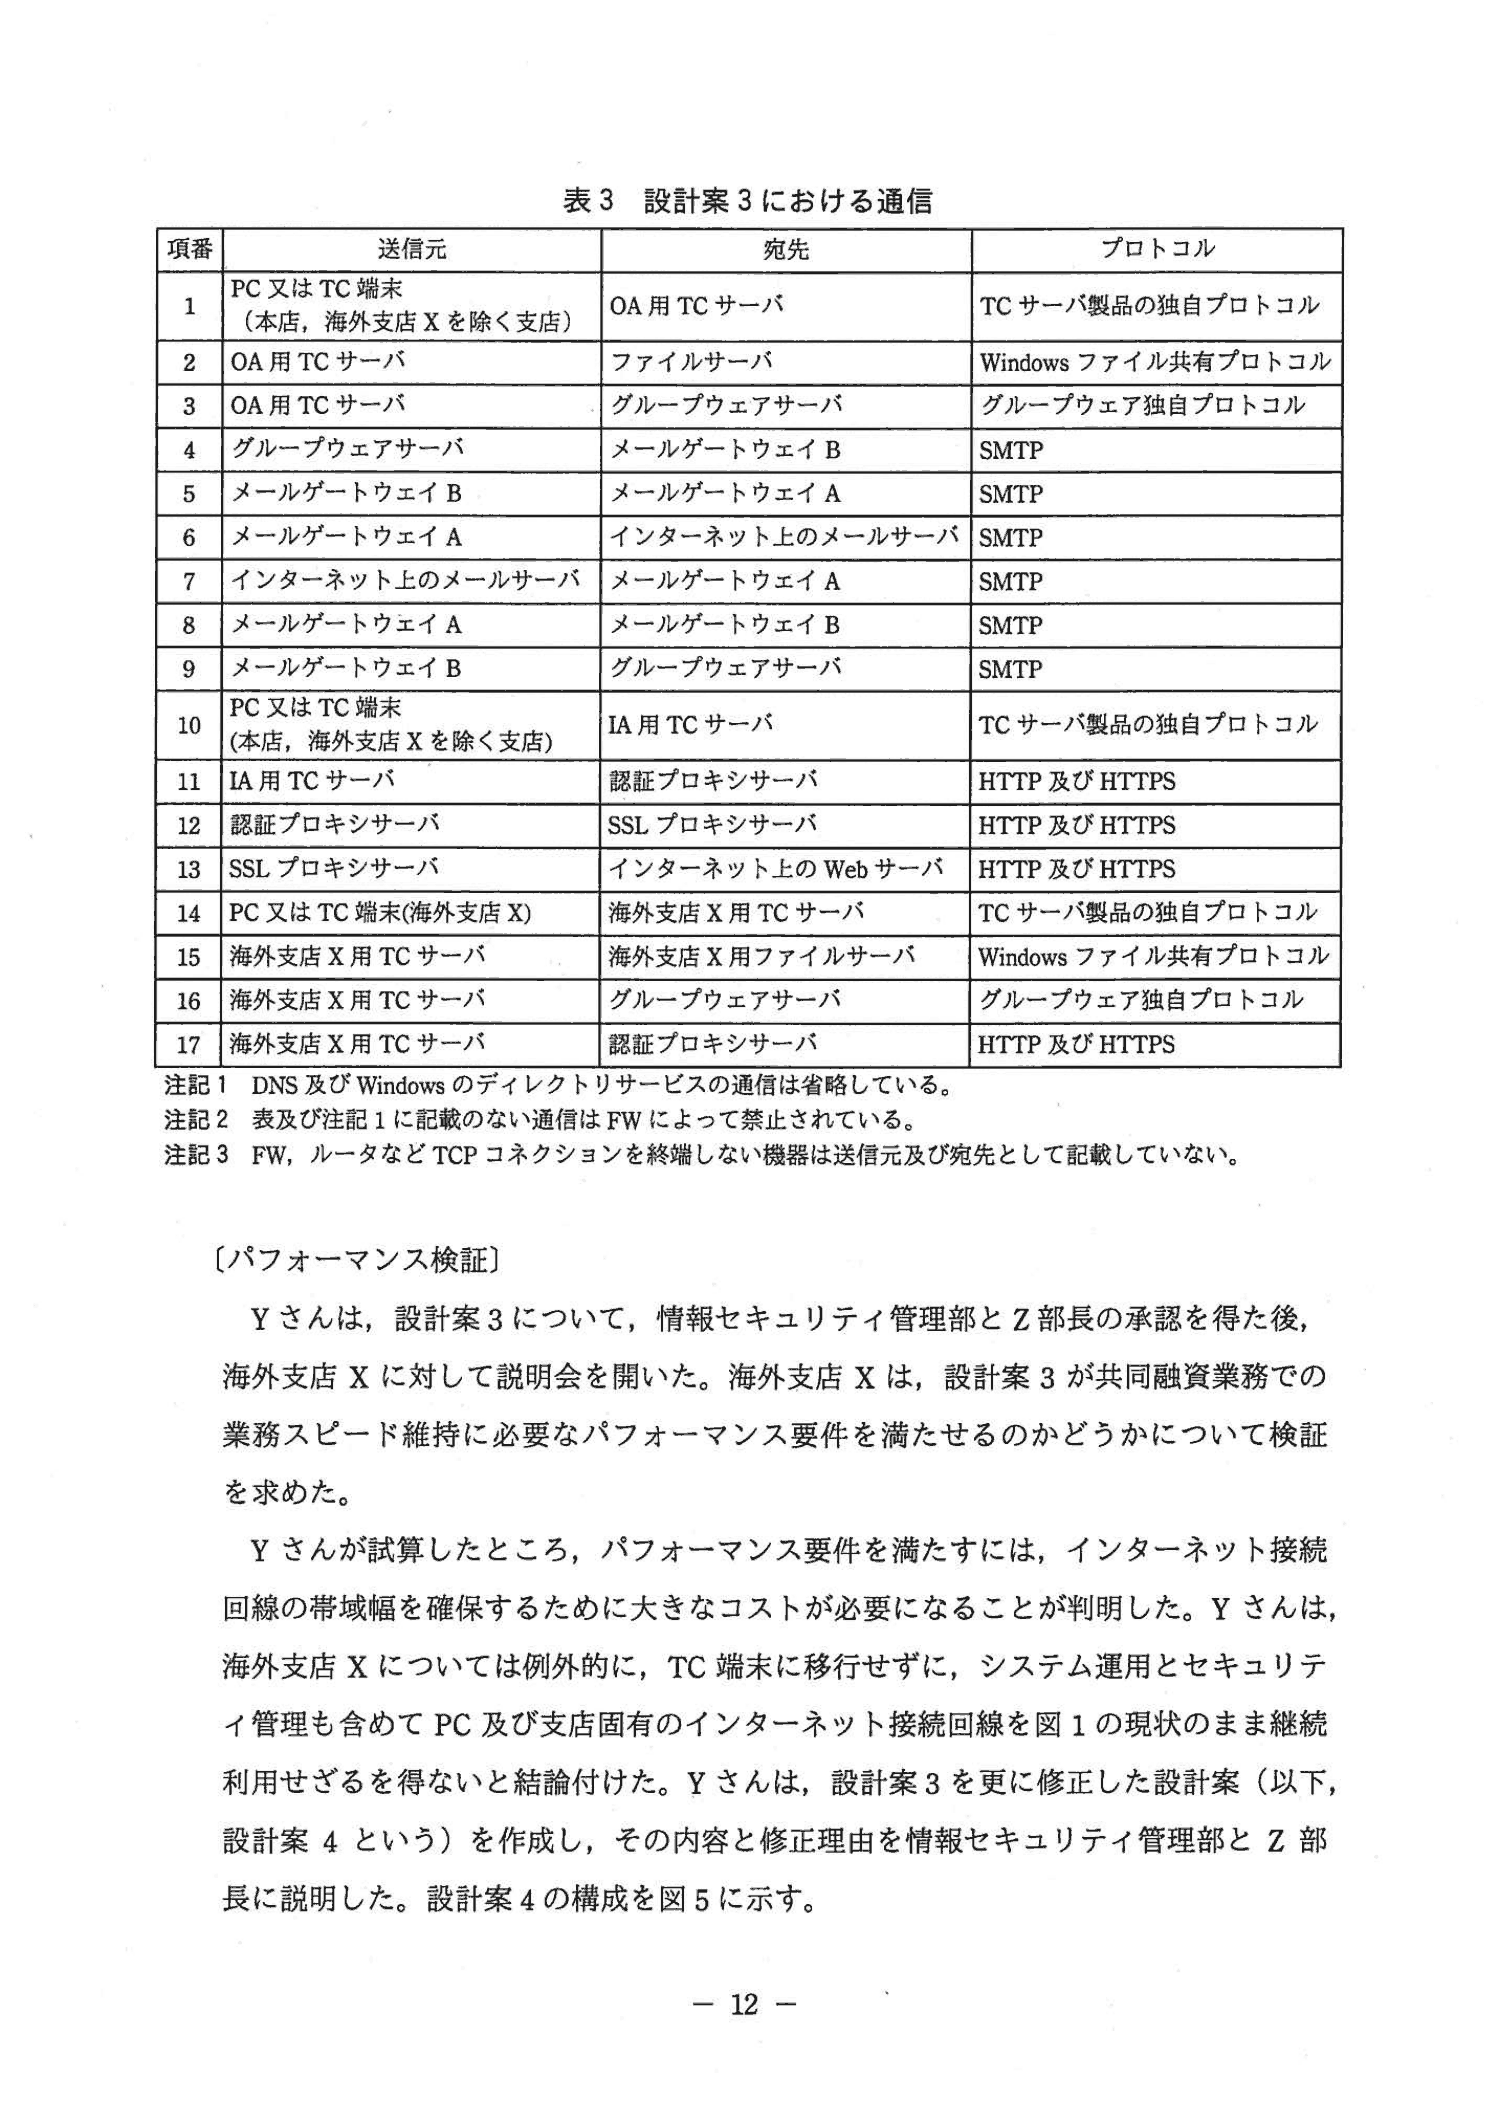 表3 設計案3における通信
項番 送信元 宛先 プロトコル
1 PC又はTC端末
（本店，海外支店Xを除く支店） OA用TCサーバ TCサーバ製品の独自プロトコル
2 OA用TCサーバ ファイルサーバ Windowsファイル共有プロトコル
3 OA用TCサーバ グループウェアサーバ グループウェア独自プロトコル
4 グループウェアサーバ メールゲートウェイB SMTP
5 メールゲートウェイB メールゲートウェイA SMTP
6 メールゲートウェイA インターネット上のメールサーバ SMTP
7 インターネット上のメールサーバ メールゲートウェイA SMTP
8 メールゲートウェイA メールゲートウェイB SMTP
9 メールゲートウェイB グループウェアサーバ SMTP
10 PC又はTC端末
(本店，海外支店Xを除く支店) IA用TCサーバ TCサーバ製品の独自プロトコル
11 IA用TCサーバ 認証プロキシサーバ HTTP及びHTTPS
12 認証プロキシサーバ SSLプロキシサーバ HTTP及びHTTPS
13 SSLプロキシサーバ インターネット上のWebサーバ HTTP及びHTTPS
14 PC又はTC端末(海外支店X) 海外支店X用TCサーバ TCサーバ製品の独自プロトコル
15 海外支店X用TCサーバ 海外支店X用ファイルサーバ Windowsファイル共有プロトコル
16 海外支店X用TCサーバ グループウェアサーバ グループウェア独自プロトコル
17 海外支店X用TCサーバ 認証プロキシサーバ HTTP及びHTTPS
注記1 DNS及びWindowsのディレクトリサービスの通信は省略している。
注記2 表及び注記1に記載のない通信はFWによって禁止されている。
注記3 FW，ルータなどTCPコネクションを終端しない機器は送信元及び宛先として記載していない。
〔パフォーマンス検証〕
Yさんは，設計案3について，情報セキュリティ管理部とZ部長の承認を得た後，
海外支店Xに対して説明会を開いた。海外支店Xは，設計案3が共同融資業務での
業務スピード維持に必要なパフォーマンス要件を満たせるのかどうかについて検証
を求めた。
Yさんが試算したところ，パフォーマンス要件を満たすには，インターネット接続
回線の帯域幅を確保するために大きなコストが必要になることが判明した。Yさんは，
海外支店Xについては例外的に，TC端末に移行せずに，システム運用とセキュリテ
ィ管理も含めてPC及び支店固有のインターネット接続回線を図1の現状のまま継続
利用せざるを得ないと結論付けた。Yさんは，設計案3を更に修正した設計案（以下，
設計案4という）を作成し，その内容と修正理由を情報セキュリティ管理部とZ部
長に説明した。設計案4の構成を図5に示す。
－ 12 －